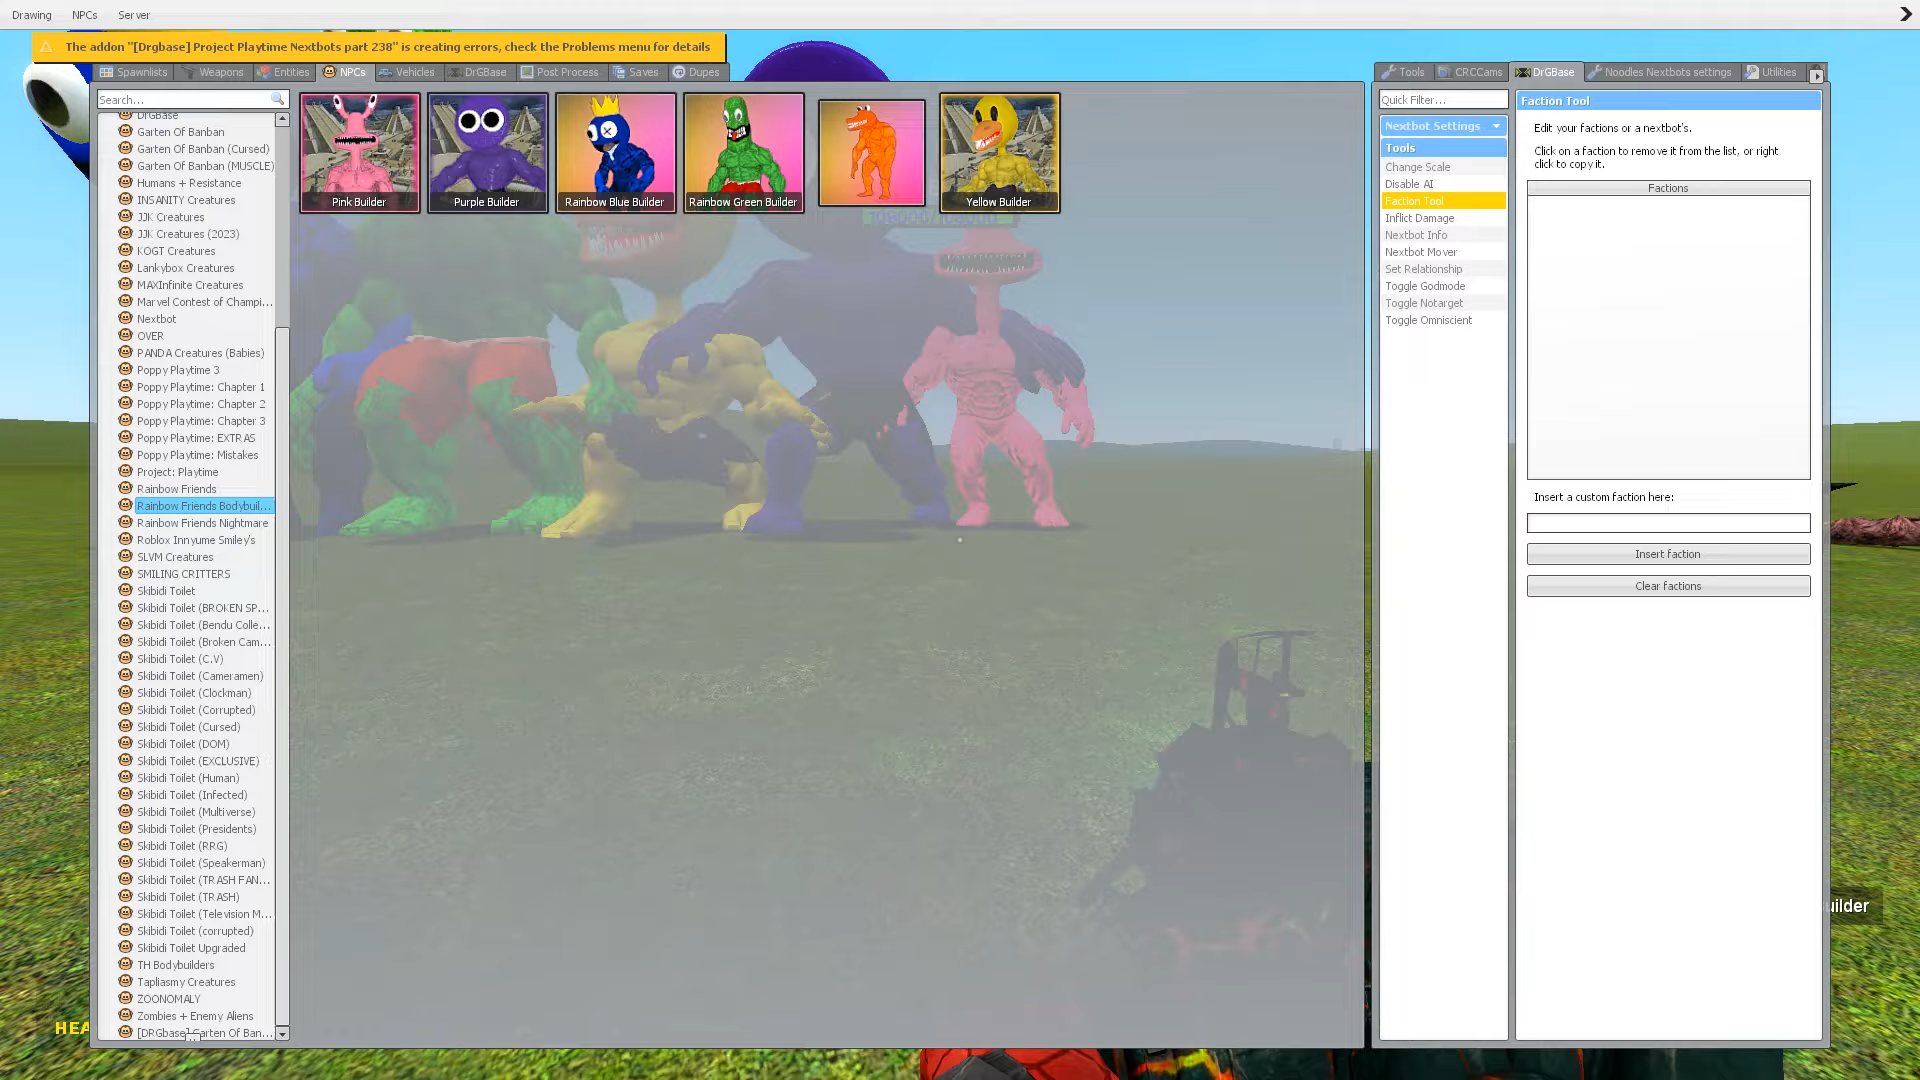 Drawing NPCs Server
The addon "[Drgbase] Project Playtime Nextbots part 238" is creating errors, check the Problems menu for details
Spawnlists Weapons Entities NPCs Vehicles DrGBase Post Process Saves Dupes
Search...
DrGBase
Garten Of Banban
Garten Of Banban (Cursed)
Garten Of Banban (MUSCLE)
Humans + Resistance
INSANITY Creatures
JJK Creatures
JJK Creatures (2023)
KOGT Creatures
Lankybox Creatures
MAXInfinite Creatures
Marvel Contest of Champi...
Nextbot
OVER
PANDA Creatures (Babies)
Poppy Playtime 3
Poppy Playtime: Chapter 1
Poppy Playtime: Chapter 2
Poppy Playtime: Chapter 3
Poppy Playtime: EXTRAS
Poppy Playtime: Mistakes
Project: Playtime
Rainbow Friends
Rainbow Friends Bodybuil...
Rainbow Friends Nightmare
Roblox Innyume Smiley's
SLVM Creatures
SMILING CRITTERS
Skibidi Toilet
Skibidi Toilet (BROKEN SP...
Skibidi Toilet (Bendu Colle...
Skibidi Toilet (Broken Cam...
Skibidi Toilet (C.V)
Skibidi Toilet (Cameramen)
Skibidi Toilet (Clockman)
Skibidi Toilet (Corrupted)
Skibidi Toilet (Cursed)
Skibidi Toilet (DOM)
Skibidi Toilet (EXCLUSIVE)
Skibidi Toilet (Human)
Skibidi Toilet (Infected)
Skibidi Toilet (Multiverse)
Skibidi Toilet (Presidents)
Skibidi Toilet (RRG)
Skibidi Toilet (Speakerman)
Skibidi Toilet (TRASH FAN...
Skibidi Toilet (TRASH)
Skibidi Toilet (Television M...
Skibidi Toilet (corrupted)
Skibidi Toilet Upgraded
TH Bodybuilders
Tapliasmy Creatures
ZOONOMALY
Zombies + Enemy Aliens
[DRGbase] Garten Of Ban...
Pink Builder
Purple Builder
Rainbow Blue Builder
Rainbow Green Builder
Yellow Builder
Tools CRCCams DrGBase Noodles Nextbots settings Utilities
Quick Filter...
Nextbot Settings
Tools
Change Scale
Disable AI
Faction Tool
Inflict Damage
Nextbot Info
Nextbot Mover
Set Relationship
Toggle Godmode
Toggle Notarget
Toggle Omniscient
Faction Tool
Edit your factions or a nextbot's.
Click on a faction to remove it from the list, or right
click to copy it.
Factions
Insert a custom faction here:
Insert faction
Clear factions
uilder
HEA